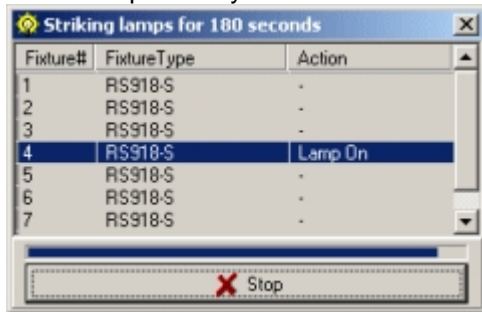 Striking lamps for 180 seconds
Fixture# FixtureType Action
1 RS918-S -
2 RS918-S -
3 RS918-S -
4 RS918-S Lamp On
5 RS918-S -
6 RS918-S -
7 RS918-S -
Stop